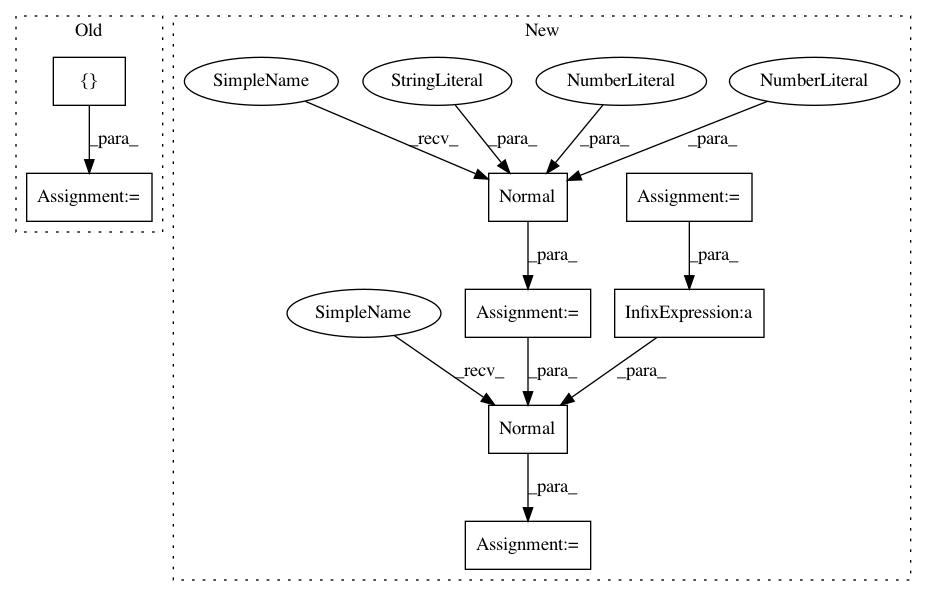 Old
New
{}
SimpleName
StringLiteral
NumberLiteral
NumberLiteral
_para_
_recv_
_para_
_para_
_para_
Assignment:=
Normal
Assignment:=
_para_
_para_
SimpleName
Assignment:=
InfixExpression:a
_recv_
_para_
_para_
Normal
_para_
Assignment:=